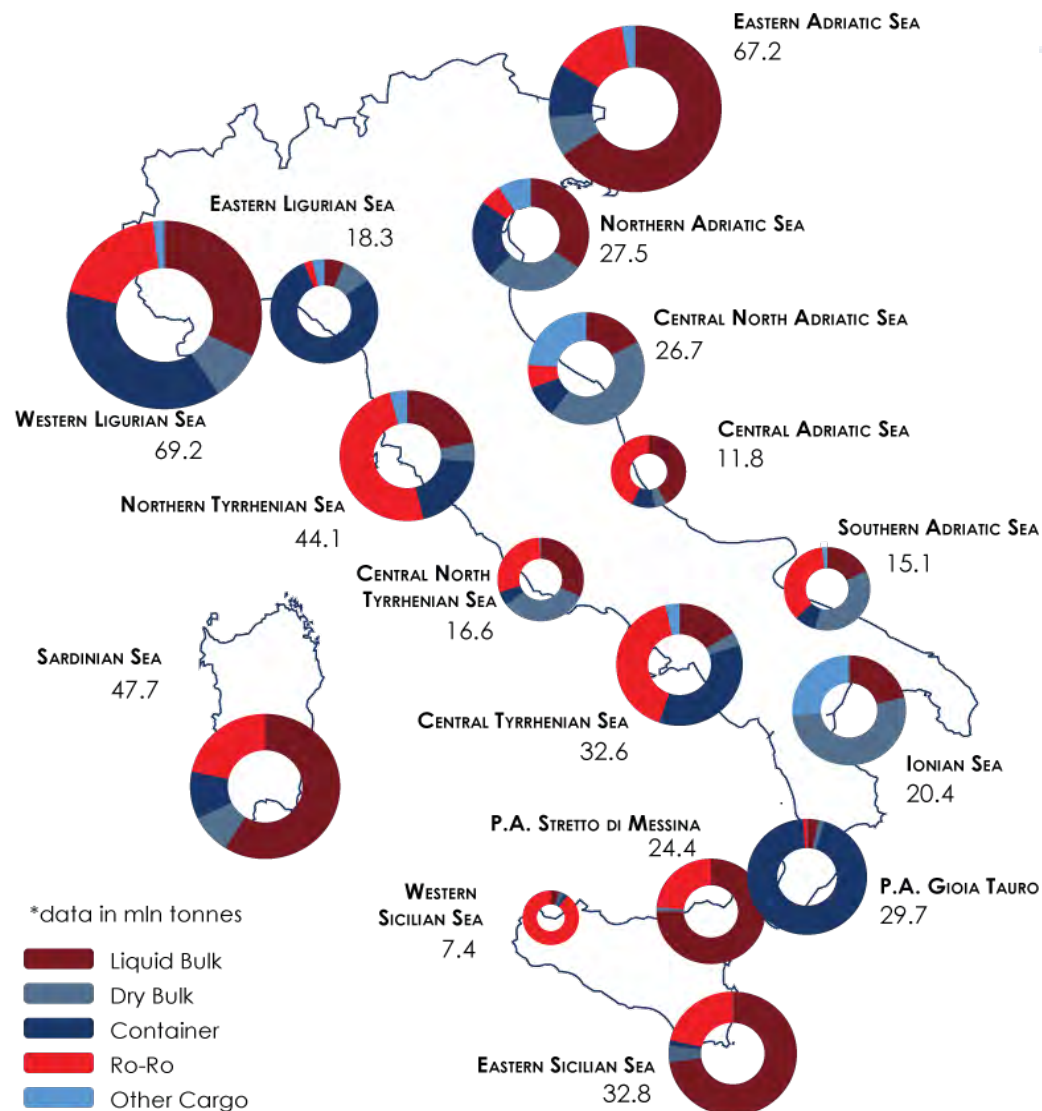 EASTERN ADRIATIC SEA
67.2
EASTERN LIGURIAN SEA
18.3
NORTHERN ADRIATIC SEA
27.5
CENTRAL NORTH ADRIATIC SEA
26.7
WESTERN LIGURIAN SEA
69.2
CENTRAL ADRIATIC SEA
11.8
NORTHERN TYRRHENIAN SEA
44.1
SOUTHERN ADRIATIC SEA
15.1
CENTRAL NORTH
TYRRHENIAN SEA
16.6
SARDINIAN SEA
47.7
CENTRAL TYRRHENIAN SEA
32.6
IONIAN SEA
20.4
P.A. STRETTO DI MESSINA
24.4
WESTERN
SICILIAN SEA
7.4
P.A. GIOIA TAURO
29.7
EASTERN SICILIAN SEA
32.8
*data in mln tonnes
Liquid Bulk
Dry Bulk
Container
Ro-Ro
Other Cargo